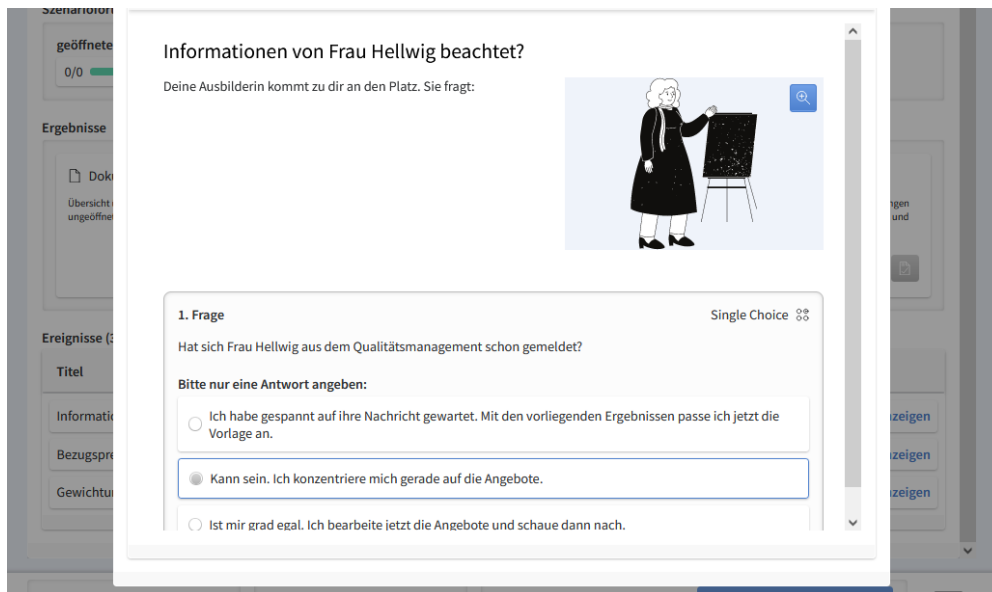 geöffnete
0/0
Ergebnisse
Übersicht
ungeöffne
Ereignisse (3
Titel
Informatio
Bezugspre
Gewichtu
Informationen von Frau Hellwig beachtet?
Deine Ausbilderin kommt zu dir an den Platz. Sie fragt:
1. Frage
Single Choice
Hat sich Frau Hellwig aus dem Qualitätsmanagement schon gemeldet?
Bitte nur eine Antwort angeben:
Ich habe gespannt auf ihre Nachricht gewartet. Mit den vorliegenden Ergebnissen passe ich jetzt die
Vorlage an.
Kann sein. Ich konzentriere mich gerade auf die Angebote.
Ist mir grad egal. Ich bearbeite jetzt die Angebote und schaue dann nach.
ngen
und
zeigen
zeigen
zeigen